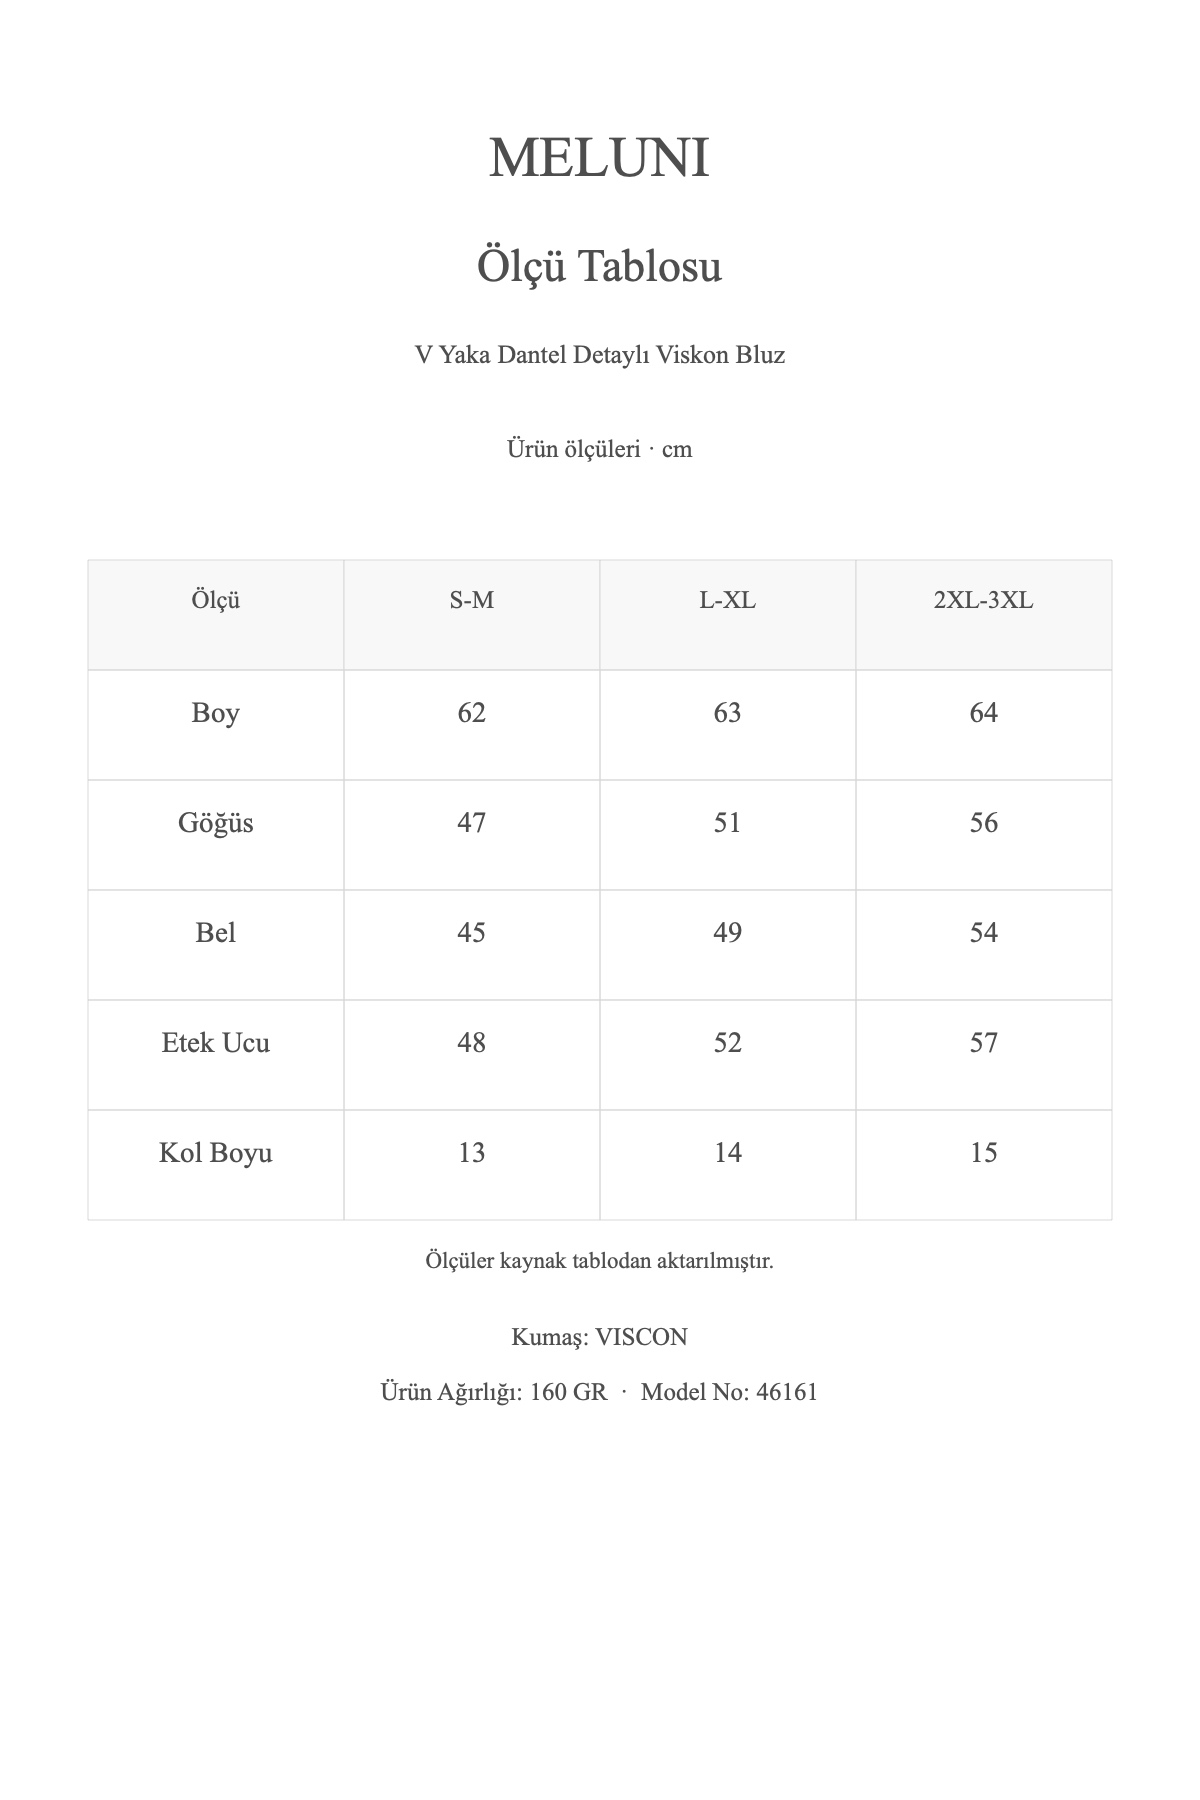 MELUNI
Ölçü Tablosu
V Yaka Dantel Detaylı Viskon Bluz
Ürün ölçüleri · cm
Ölçü S-M L-XL 2XL-3XL
Boy 62 63 64
Göğüs 47 51 56
Bel 45 49 54
Etek Ucu 48 52 57
Kol Boyu 13 14 15
Ölçüler kaynak tablodan aktarılmıştır.
Kumaş: VISCON
Ürün Ağırlığı: 160 GR · Model No: 46161